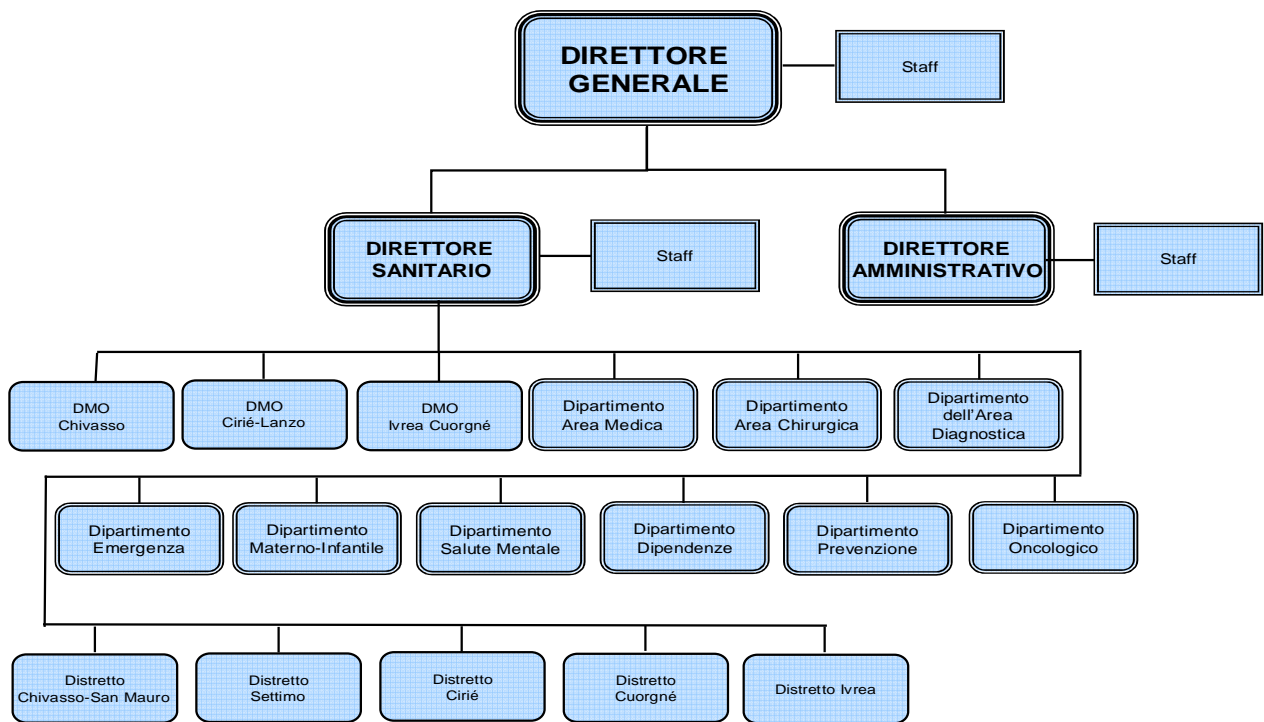 DIRETTORE
GENERALE
Staff
DIRETTORE
SANITARIO
Staff
DIRETTORE
AMMINISTRATIVO
Staff
DMO
Chivasso
DMO
Cirié-Lanzo
DMO
Ivrea Cuorgné
Dipartimento
Area Medica
Dipartimento
Area Chirurgica
Dipartimento
dell'Area
Diagnostica
Dipartimento
Emergenza
Dipartimento
Materno-Infantile
Dipartimento
Salute Mentale
Dipartimento
Dipendenze
Dipartimento
Prevenzione
Dipartimento
Oncologico
Distretto
Chivasso-San Mauro
Distretto
Settimo
Distretto
Cirié
Distretto
Cuorgné
Distretto Ivrea